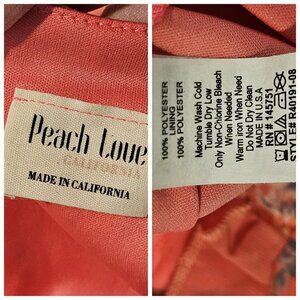 Peach Love
CALIFORNIA
MADE IN CALIFORNIA
100% POLYESTER
LINING
100% POLYESTER
Machine Wash Cold
Tumble Dry Low
Only Non-Chlorine Bleach
When Needed
Warm iron When Need
Do Not Dry Clean
MADE IN U.S.A
RN # 145751
STYLE# R40191-08